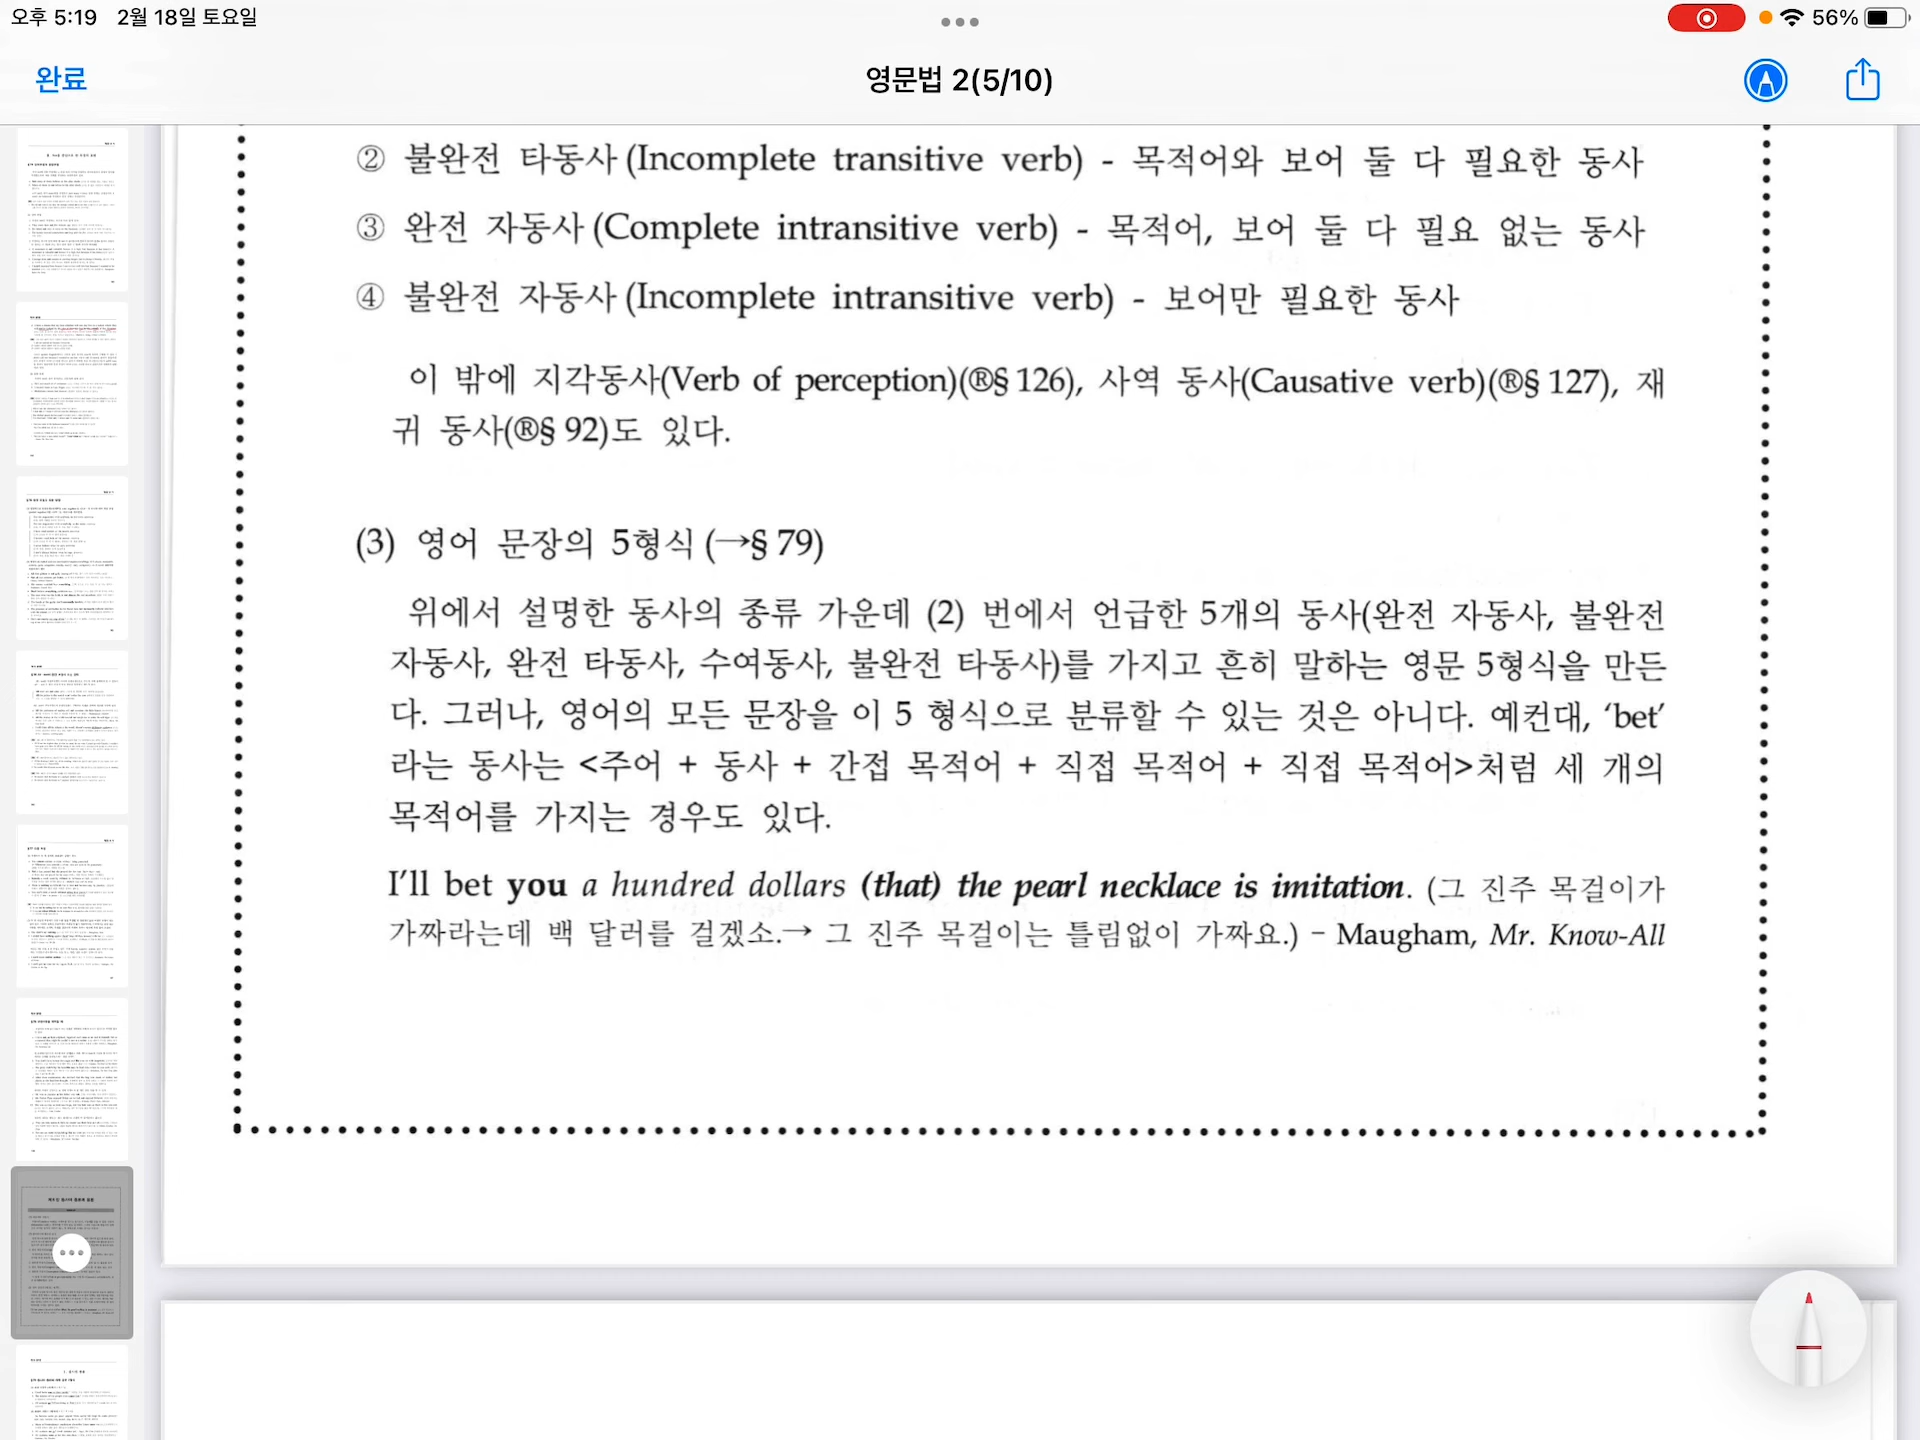 오후 5:19 2월 18일 토요일
56%
완료
영문법 2(5/10)
② 불완전 타동사 (Incomplete transitive verb) - 목적어와 보어 둘 다 필요한 동사
③ 완전 자동사 (Complete intransitive verb) - 목적어, 보어 둘 다 필요 없는 동사
④ 불완전 자동사 (Incomplete intransitive verb) - 보어만 필요한 동사
이 밖에 지각동사(Verb of perception)(®§ 126), 사역 동사(Causative verb)(®§ 127), 재
귀 동사(®§ 92)도 있다.
(3) 영어 문장의 5형식 (→§ 79)
위에서 설명한 동사의 종류 가운데 (2) 번에서 언급한 5개의 동사(완전 자동사, 불완전
자동사, 완전 타동사, 수여동사, 불완전 타동사)를 가지고 흔히 말하는 영문 5형식을 만든
다. 그러나, 영어의 모든 문장을 이 5 형식으로 분류할 수 있는 것은 아니다. 예컨대, ‘bet’
라는 동사는 <주어 + 동사 + 간접 목적어 + 직접 목적어 + 직접 목적어>처럼 세 개의
목적어를 가지는 경우도 있다.
I’ll bet you a hundred dollars (that) the pearl necklace is imitation. (그 진주 목걸이가
가짜라는데 백 달러를 걸겠소.→ 그 진주 목걸이는 틀림없이 가짜요.) – Maugham, Mr. Know-All